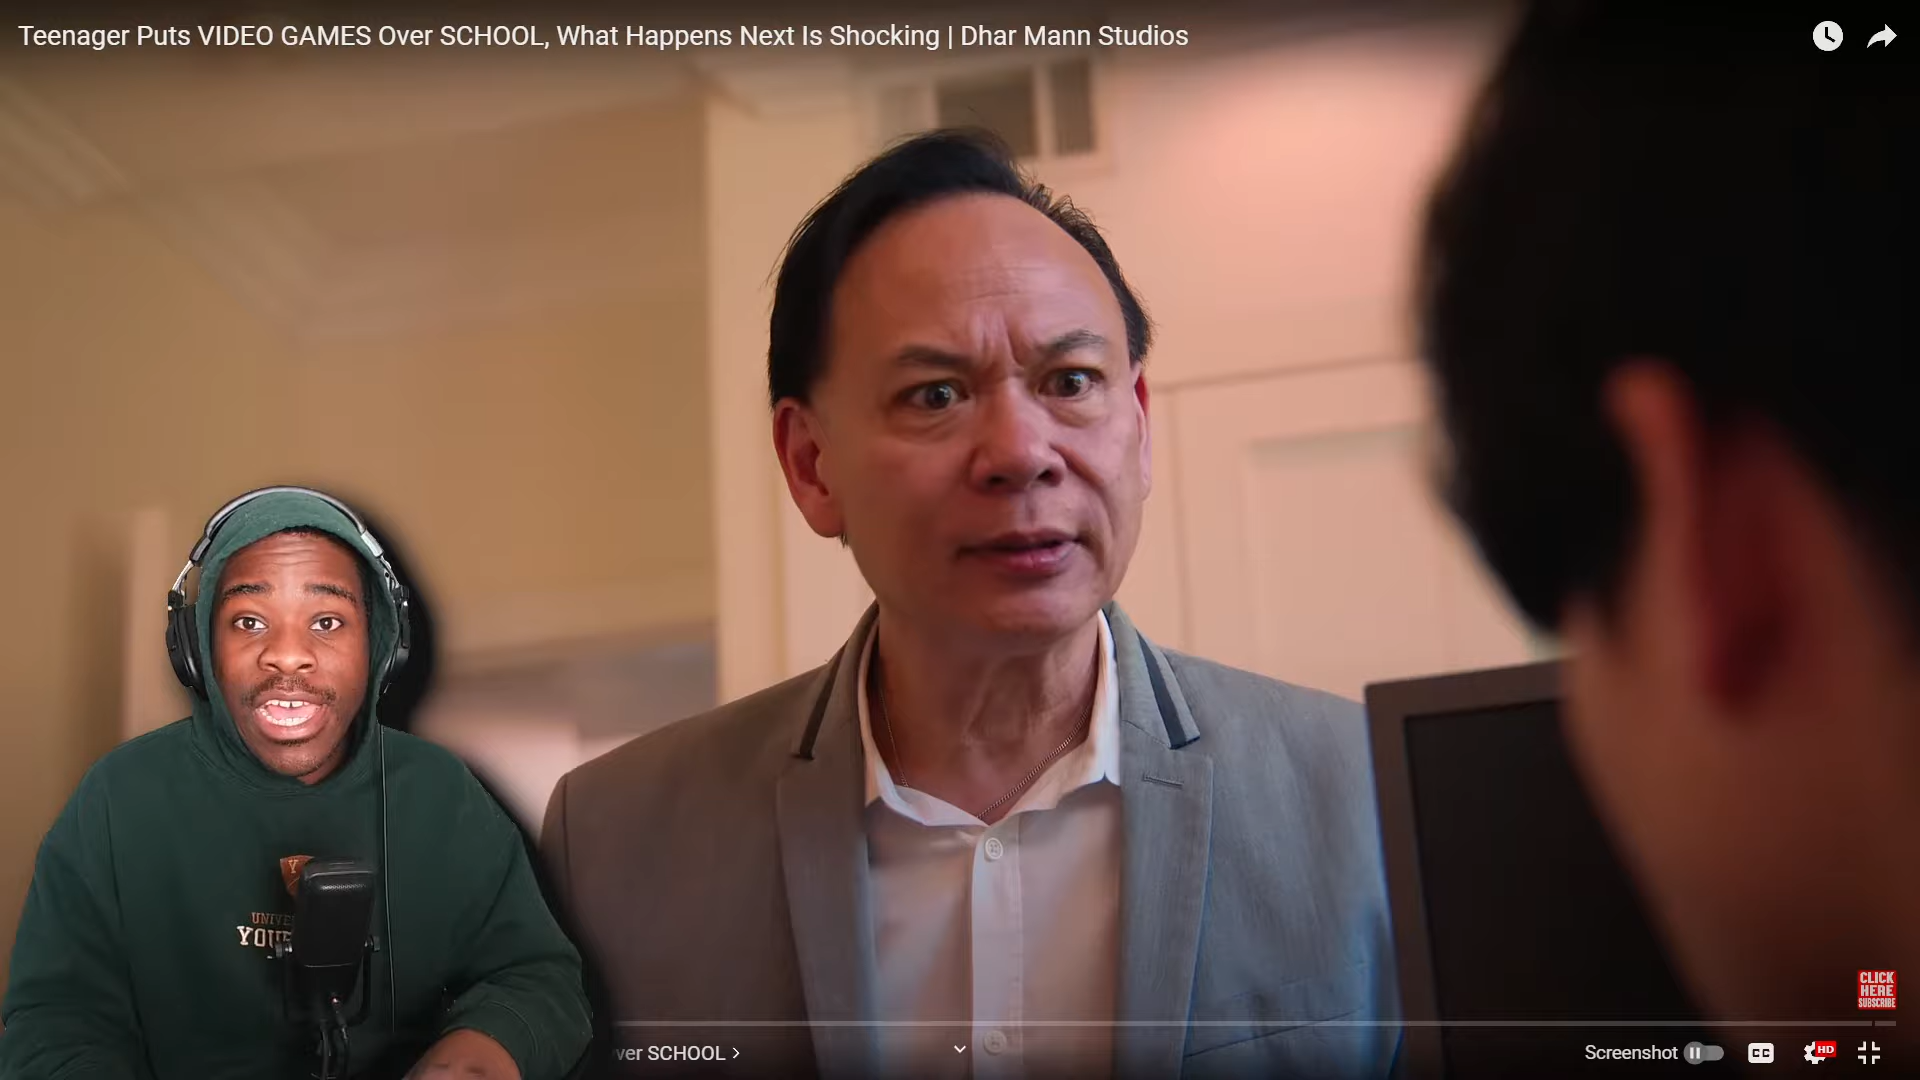 Teenager Puts VIDEO GAMES Over SCHOOL, What Happens Next Is Shocking | Dhar Mann Studios
CLICK
HERE
SUBSCRIBE
ver SCHOOL
Screenshot
CC
HD